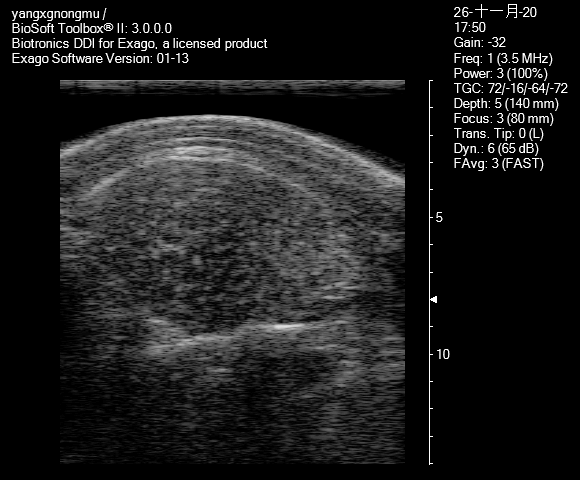 yangxgnongmu /
BioSoft Toolbox® II: 3.0.0.0
Biotronics DDI for Exago, a licensed product
Exago Software Version: 01-13
26-十一月-20
17:50
Gain: -32
Freq: 1 (3.5 MHz)
Power: 3 (100%)
TGC: 72/-16/-64/-72
Depth: 5 (140 mm)
Focus: 3 (80 mm)
Trans. Tip: 0 (L)
Dyn.: 6 (65 dB)
FAvg: 3 (FAST)
5
10